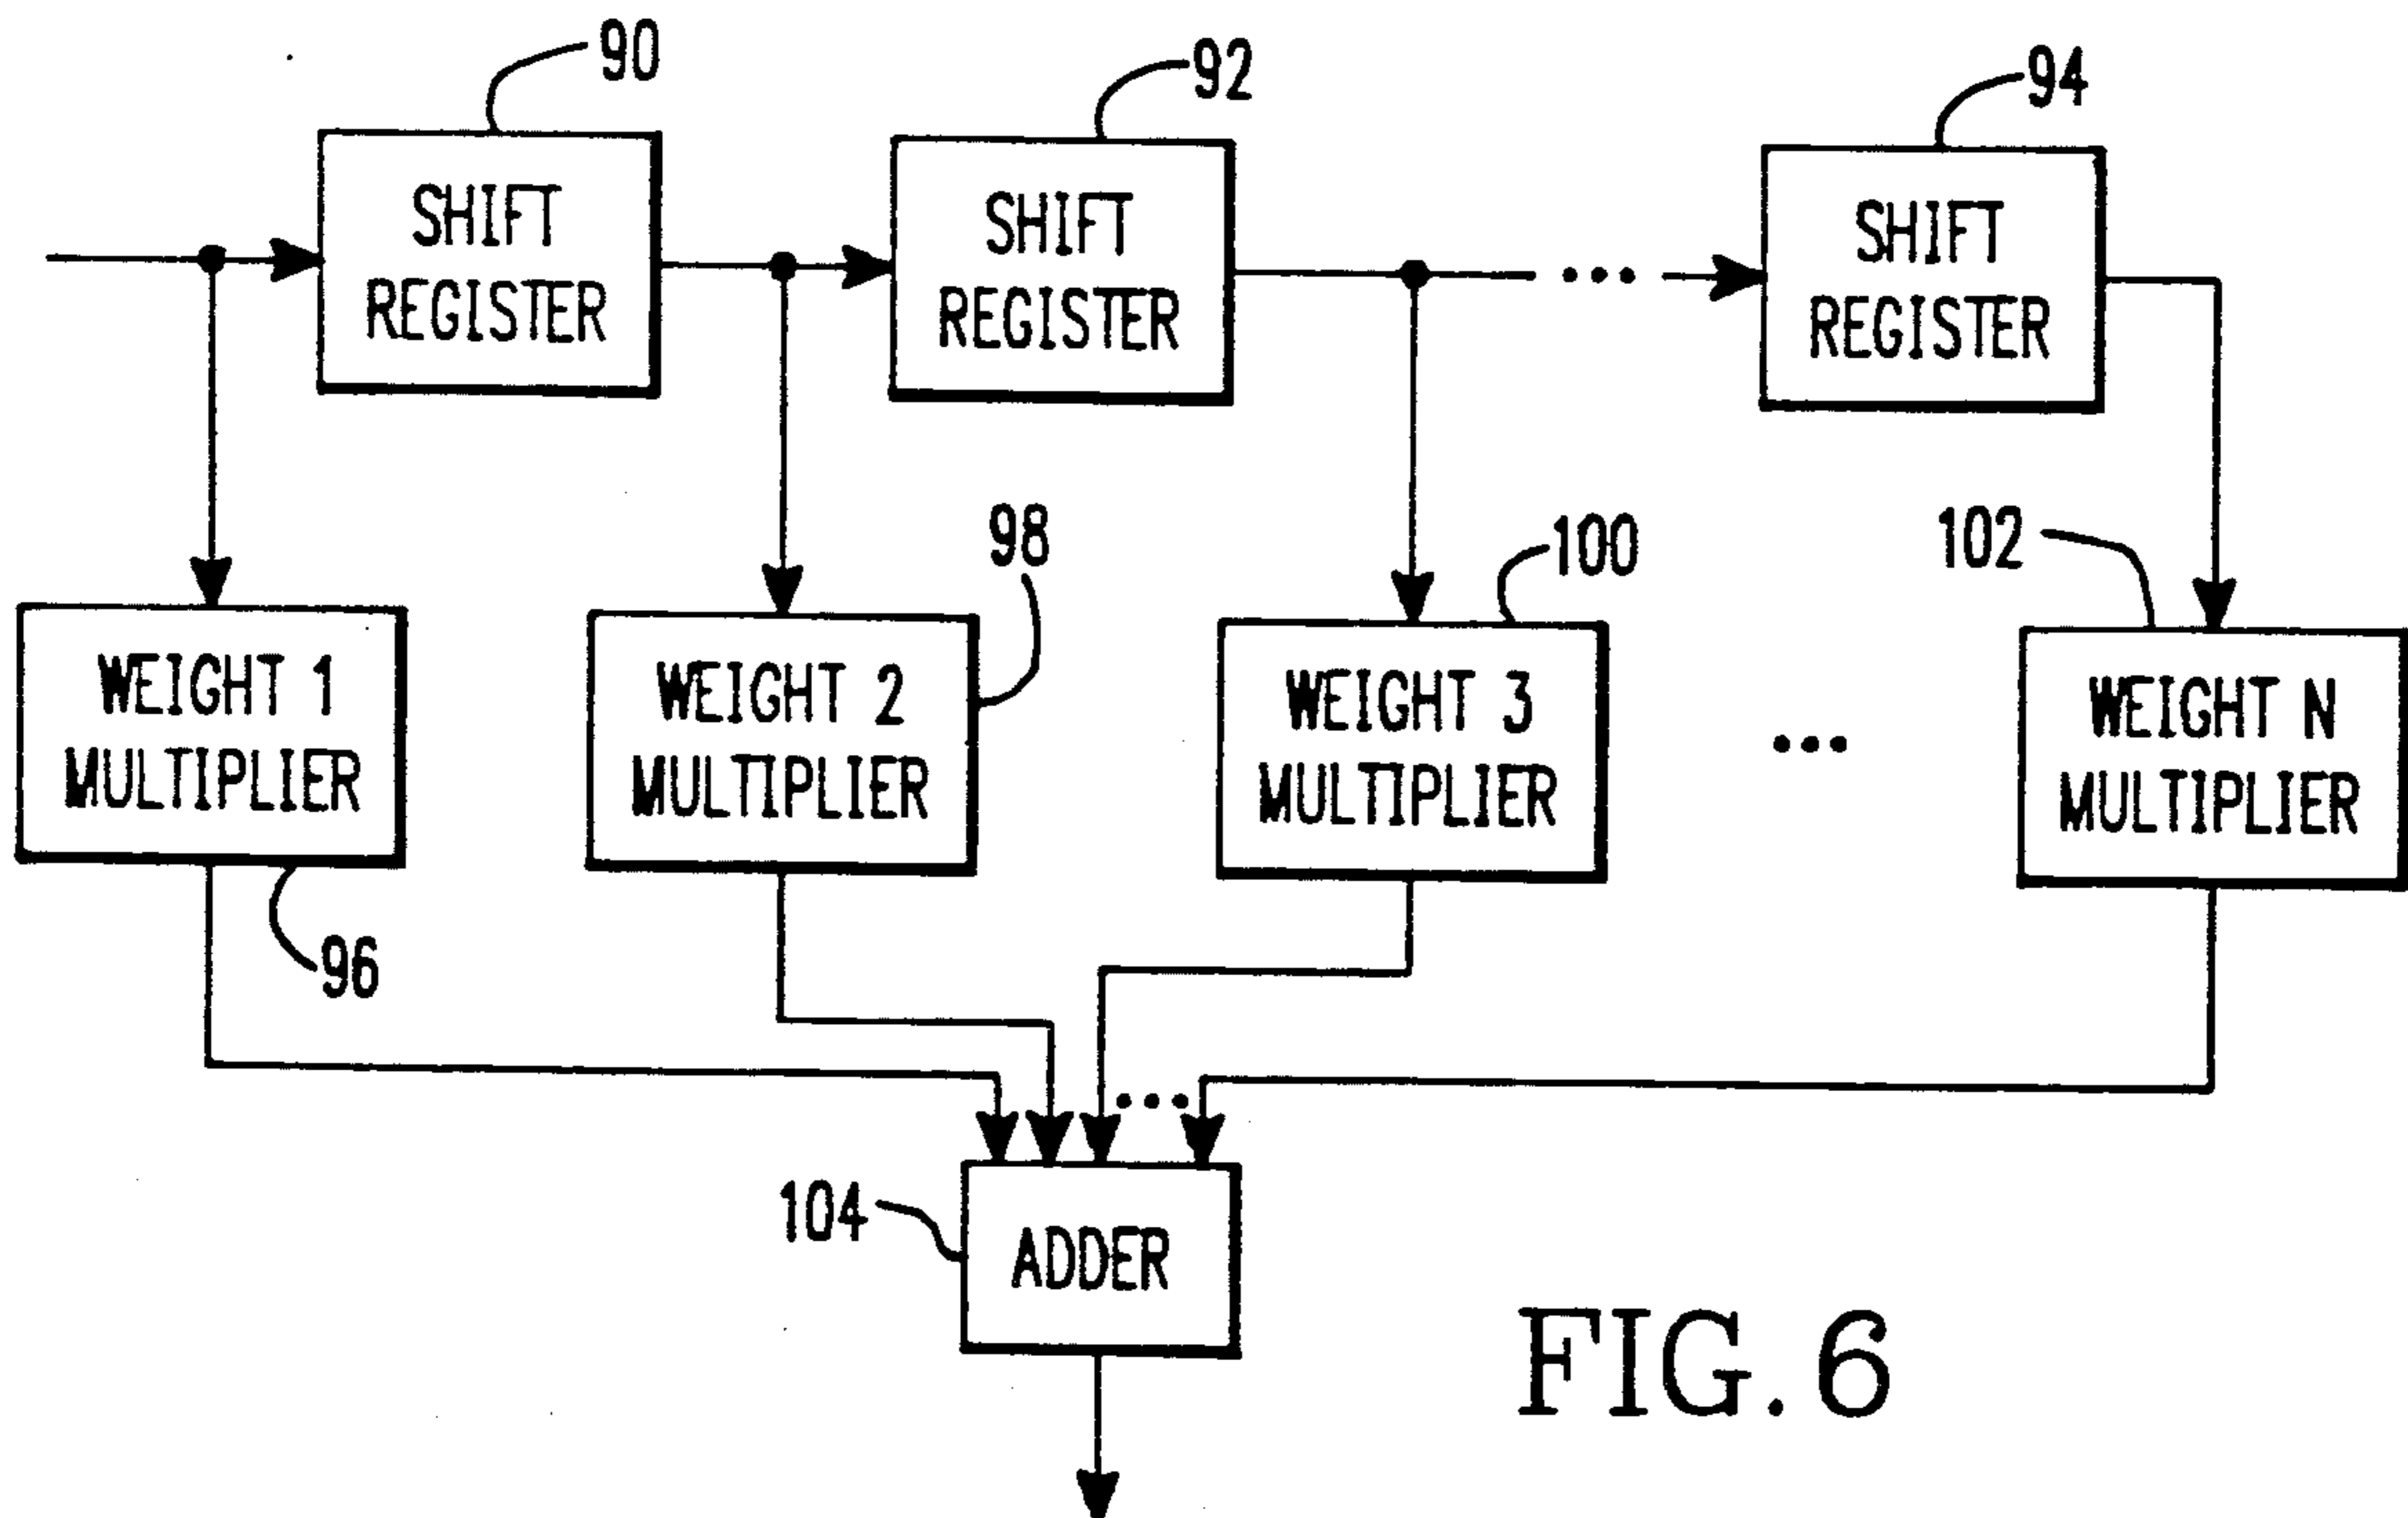 90
92
94
SHIFT
REGISTER
SHIFT
REGISTER
SHIFT
REGISTER
98
100
102
WEIGHT 1
MULTIPLIER
WEIGHT 2
MULTIPLIER
WEIGHT 3
MULTIPLIER
...
WEIGHT N
MULTIPLIER
96
104
ADDER
FIG. 6